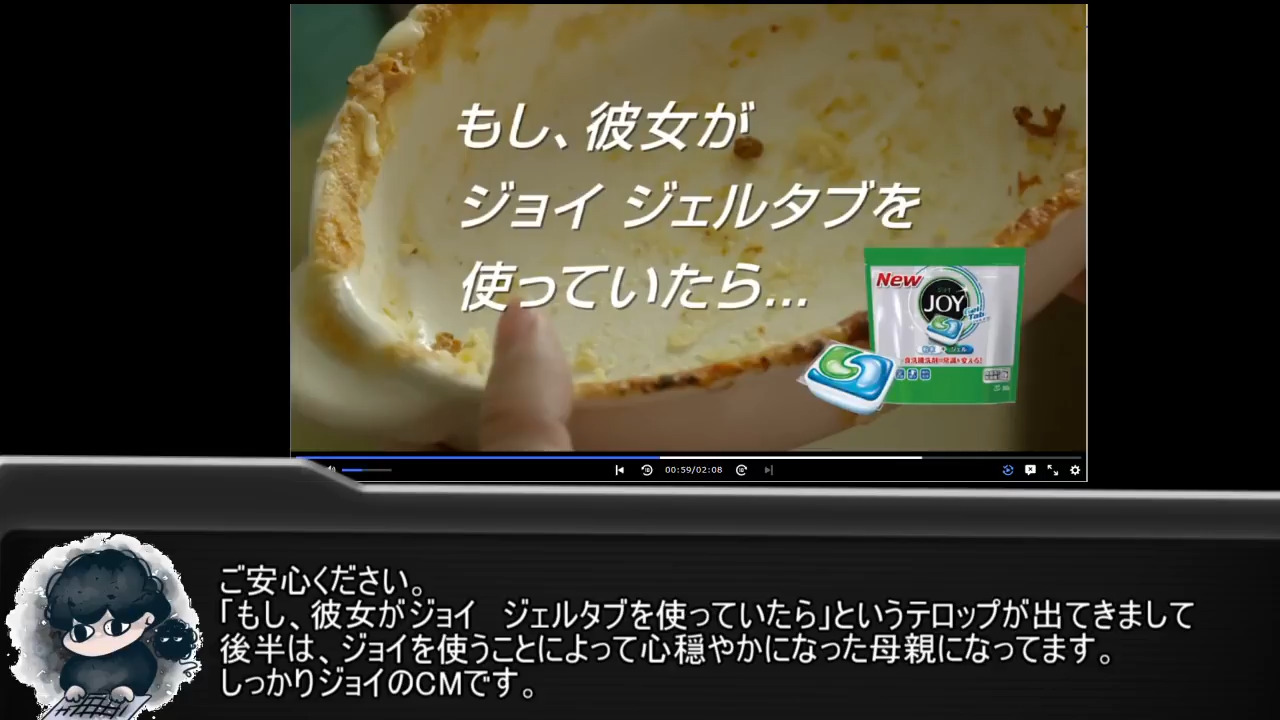 もし、彼女が
ジョイ ジェルタブを
使っていたら...
New
JOY
Gel
Tab
00:59/02:08
ご安心ください。
「もし、彼女がジョイ　ジェルタブを使っていたら」というテロップが出てきまして
後半は、ジョイを使うことによって心穏やかになった母親になってます。
しっかりジョイのCMです。